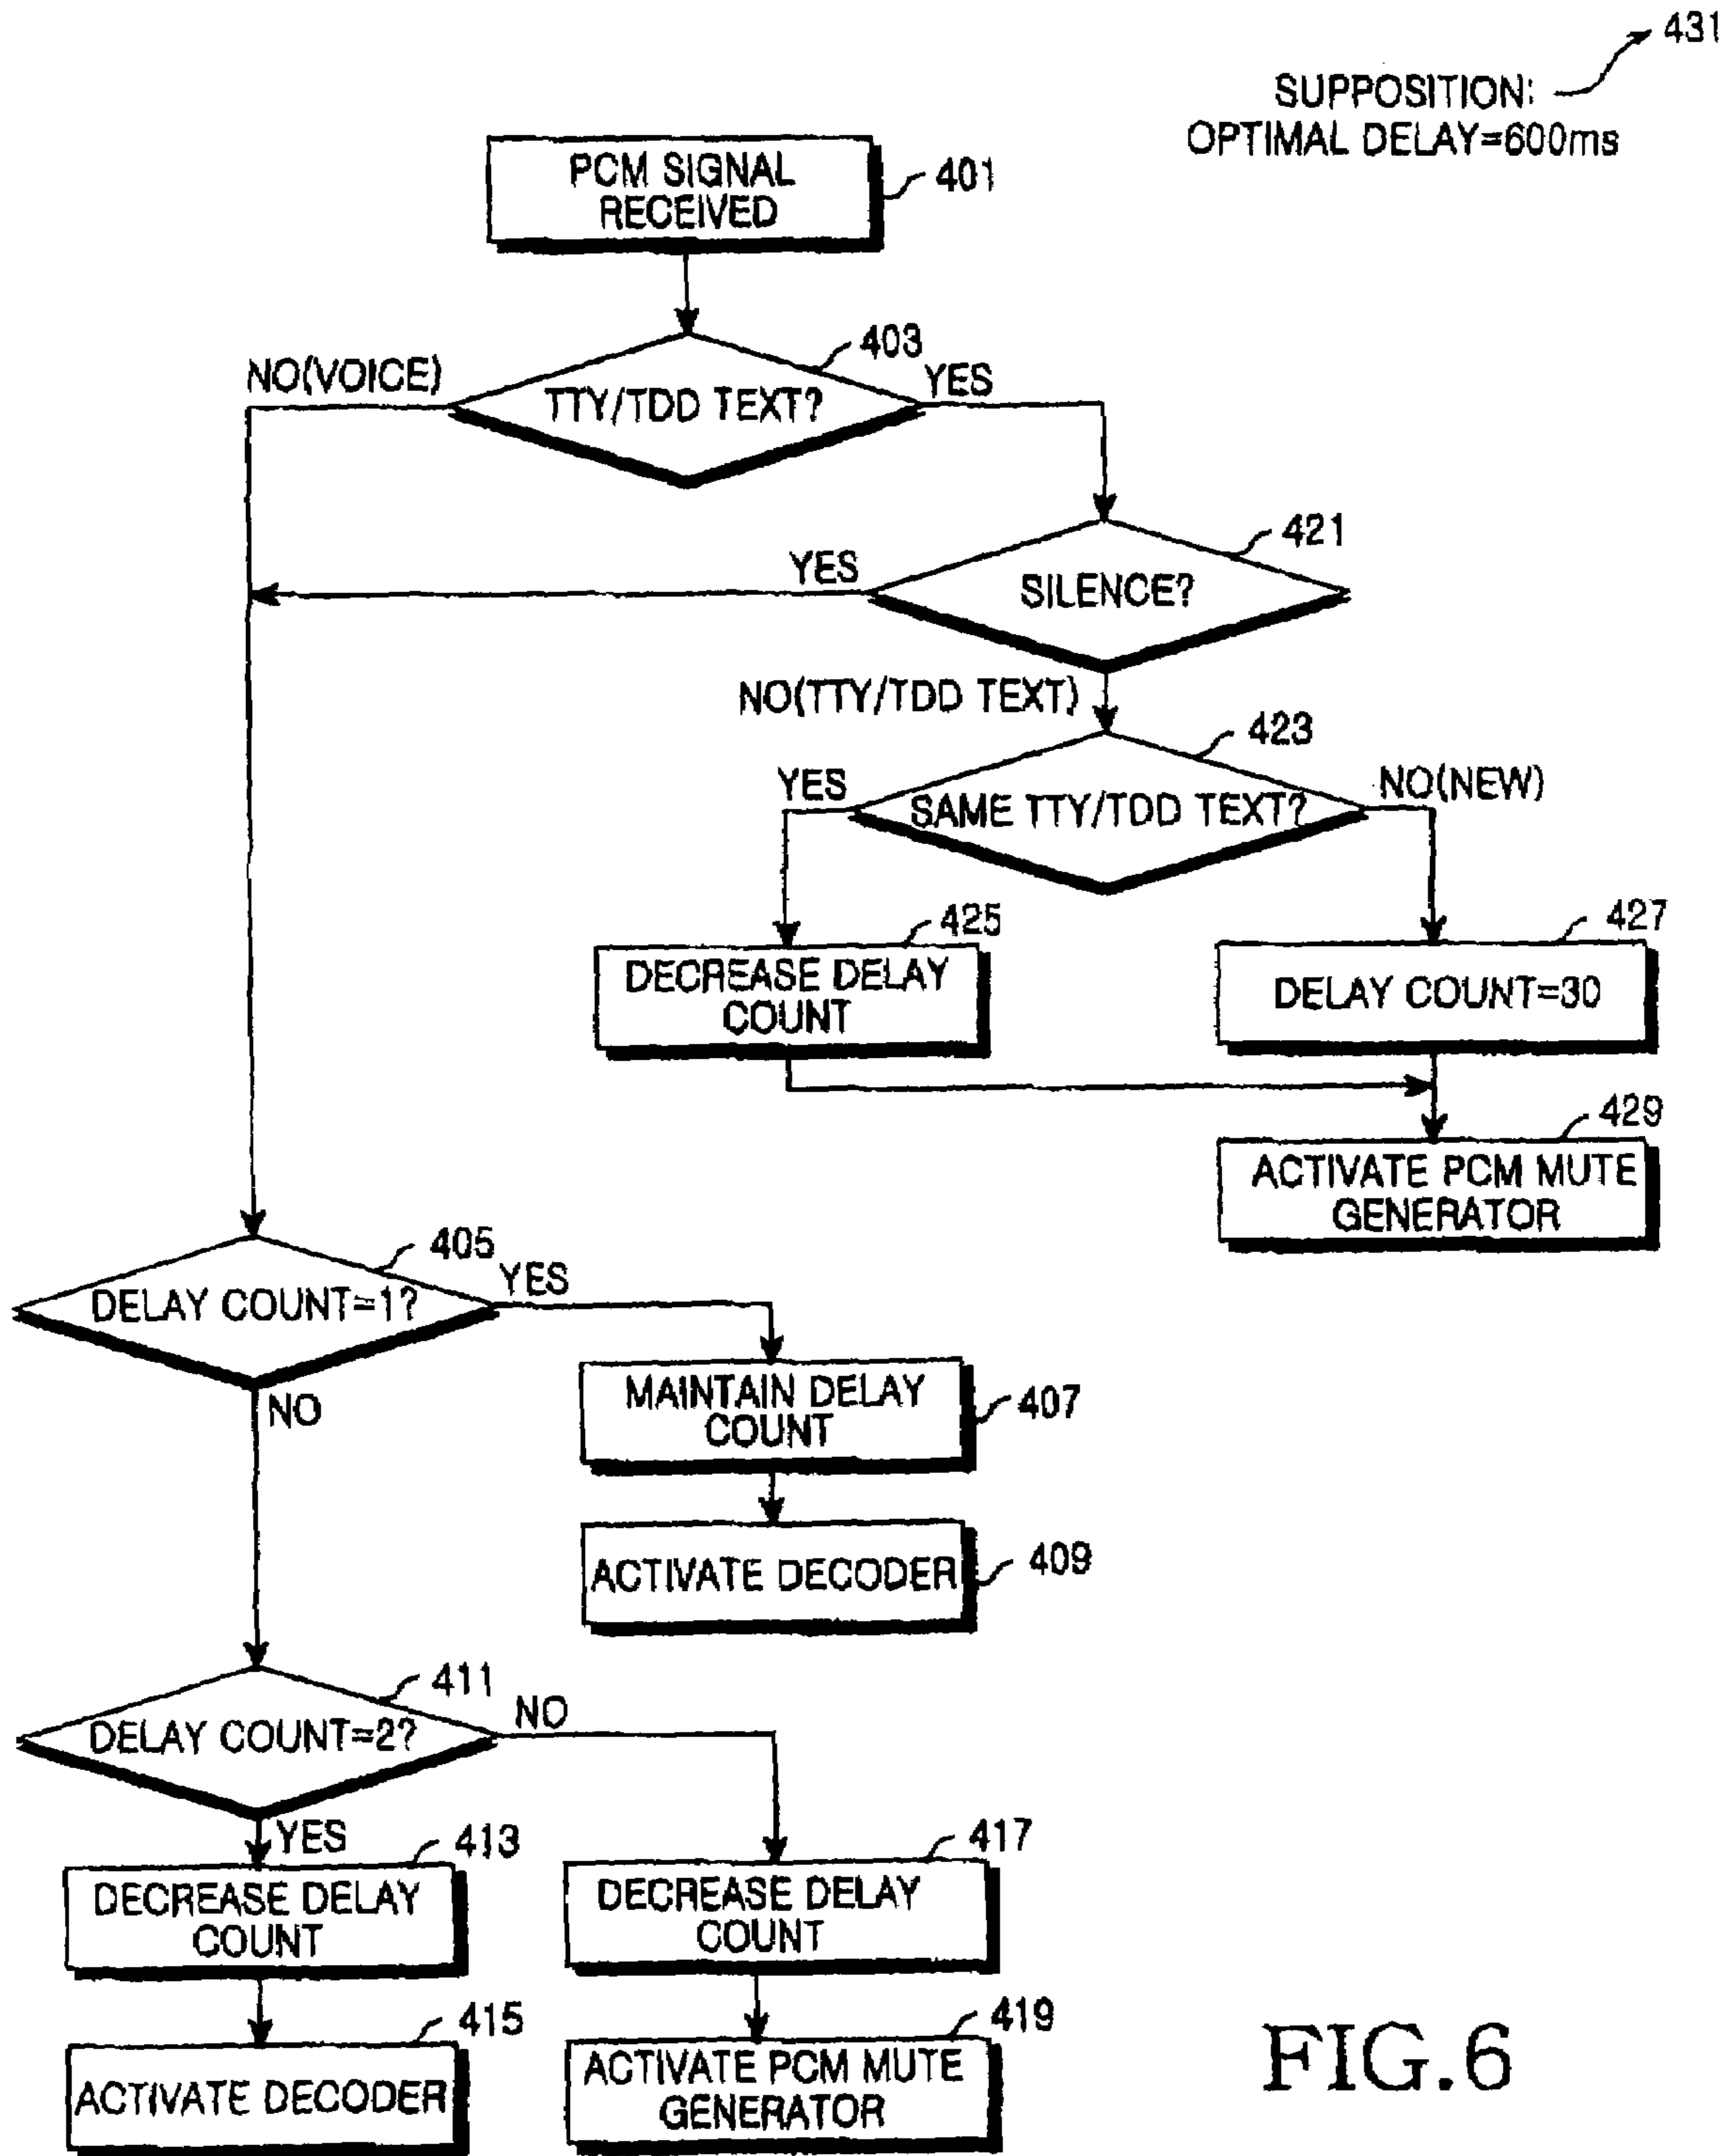 431
SUPPOSITION:
OPTIMAL DELAY=600ms
PCM SIGNAL
RECEIVED
401
403
NO(VOICE)
YES
TTY/TDD TEXT?
421
YES
SILENCE?
NO(TTY/TDD TEXT)
423
YES
NO(NEW)
SAME TTY/TDD TEXT?
425
427
DECREASE DELAY
COUNT
DELAY COUNT=30
429
ACTIVATE PCM MUTE
GENERATOR
405
YES
DELAY COUNT=1?
NO
MAINTAIN DELAY
COUNT
407
ACTIVATE DECODER
409
411
NO
DELAY COUNT=2?
YES
413
417
DECREASE DELAY
COUNT
DECREASE DELAY
COUNT
415
419
ACTIVATE DECODER
ACTIVATE PCM MUTE
GENERATOR
FIG.6